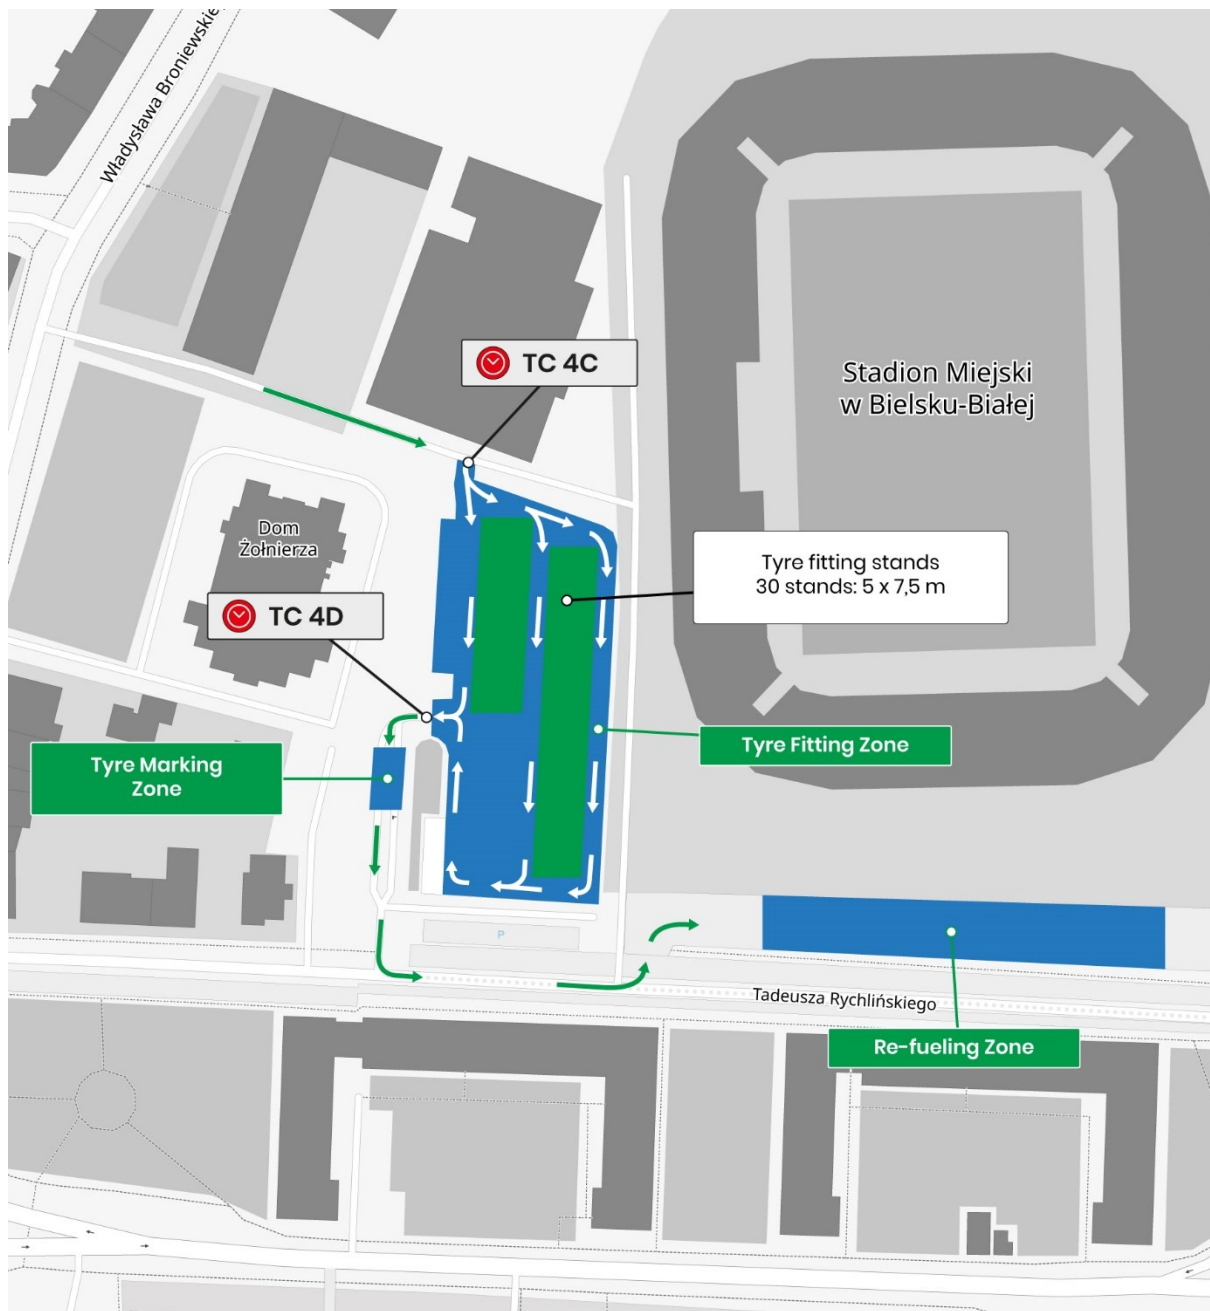 Władysława Broniewskie
TC 4C
Stadion Miejski
w Bielsku-Białej
Dom
Żołnierza
Tyre fitting stands
30 stands: 5 x 7,5 m
TC 4D
Tyre Fitting Zone
Tyre Marking
Zone
P
Tadeusza Rychlińskiego
Re-fueling Zone